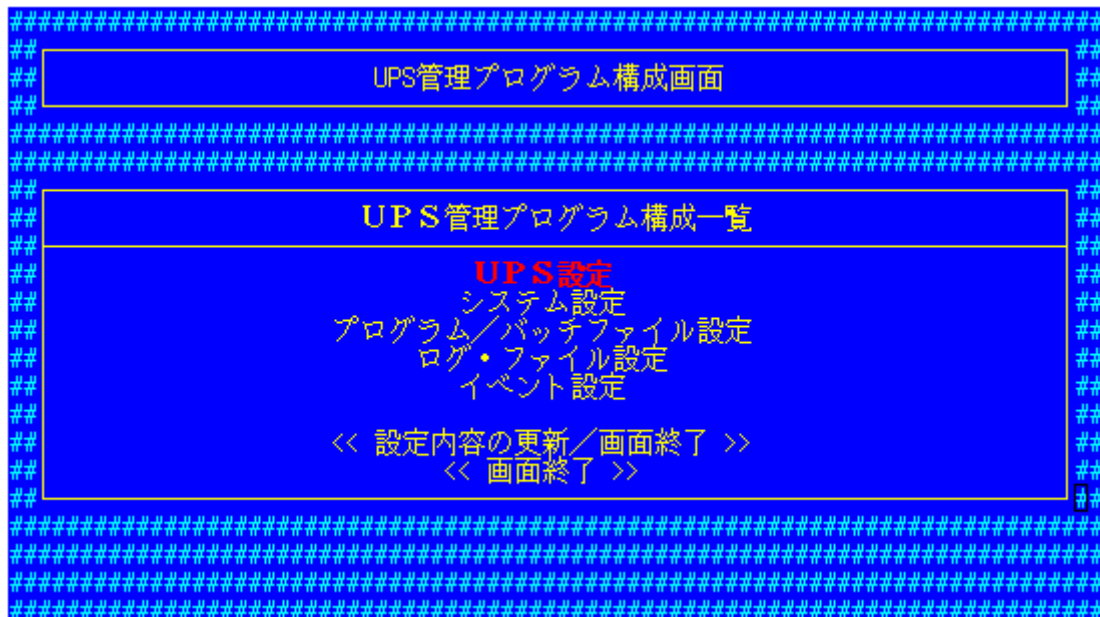 UPS管理プログラム構成画面
ＵＰＳ管理プログラム構成一覧
ＵＰＳ設定
システム設定
プログラム／バッチファイル設定
ログ・ファイル設定
イベント設定
<< 設定内容の更新／画面終了 >>
<< 画面終了 >>